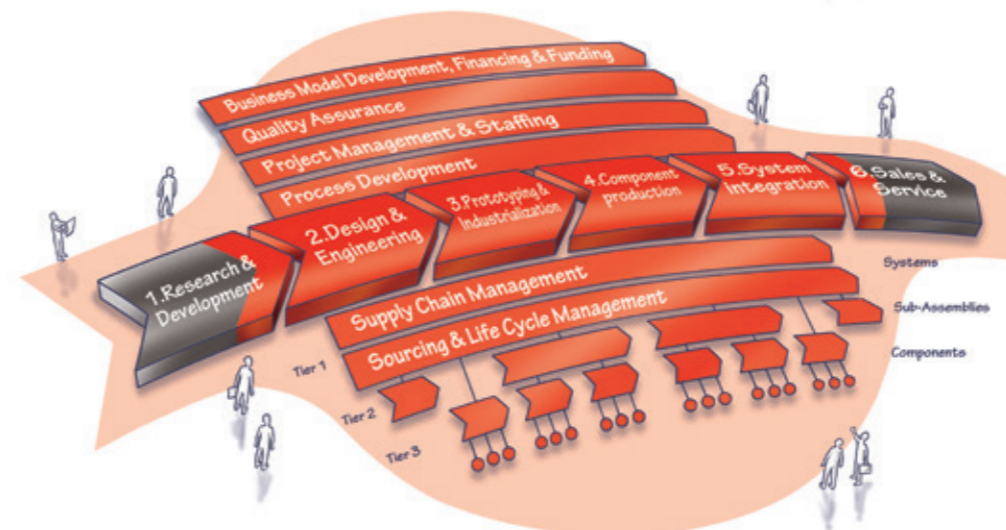 Business Model Development, Financing & Funding
Quality Assurance
Project Management & Staffing
Process Development
1.Research &
Development
2.Design &
Engineering
3.Prototyping &
Industrialization
4.Component
production
5.System
Integration
6.Sales &
Service
Supply Chain Management
Sourcing & Life Cycle Management
Systems
Sub-Assemblies
Components
Tier 1
Tier 2
Tier 3